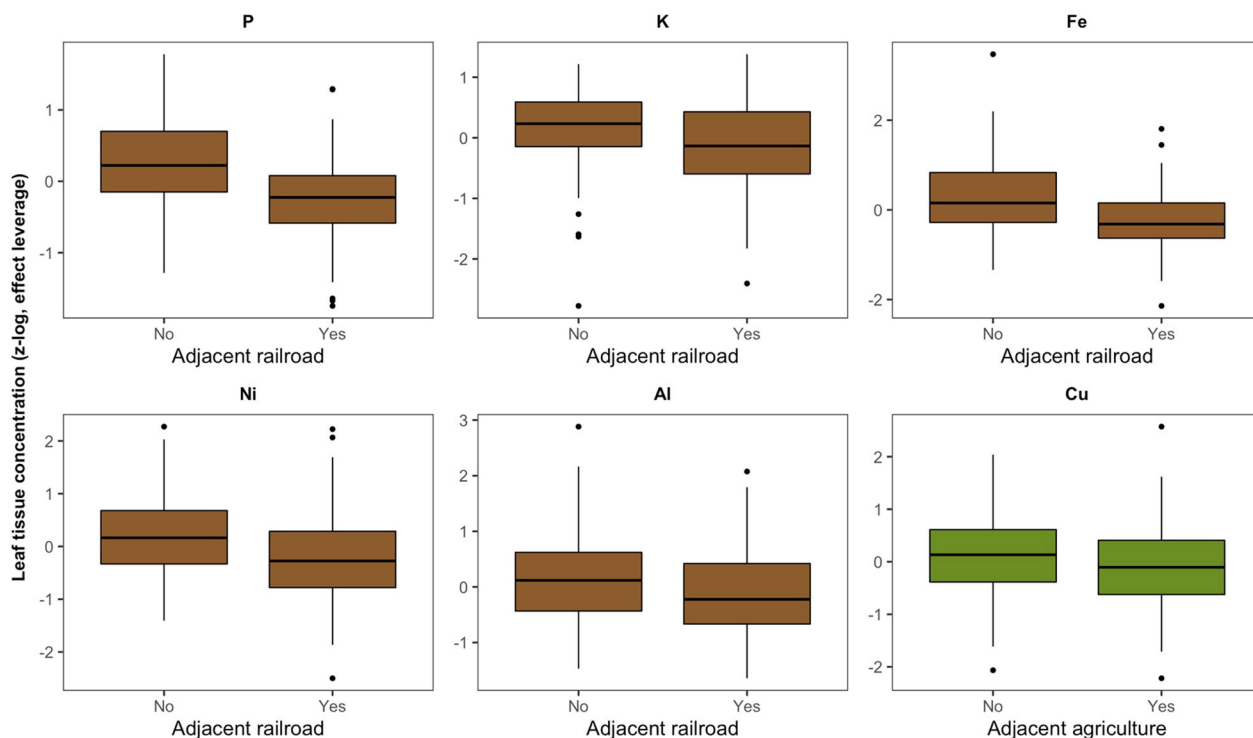 P
K
Fe
1
0
-1
1
0
-1
-2
2
0
-2
No
Yes
No
Yes
No
Yes
Adjacent railroad
Adjacent railroad
Adjacent railroad
Leaf tissue concentration (z-log, effect leverage)
Ni
Al
Cu
2
1
0
-1
-2
3
2
1
0
-1
2
1
0
-1
-2
No
Yes
No
Yes
No
Yes
Adjacent railroad
Adjacent railroad
Adjacent agriculture